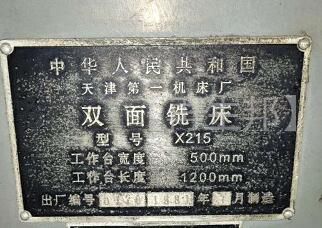 中华人民共和国
天津第一机床厂
双面铣床
型号 X215
工作台宽度 500mm
工作台长度 1200mm
出厂编号 年 月制造